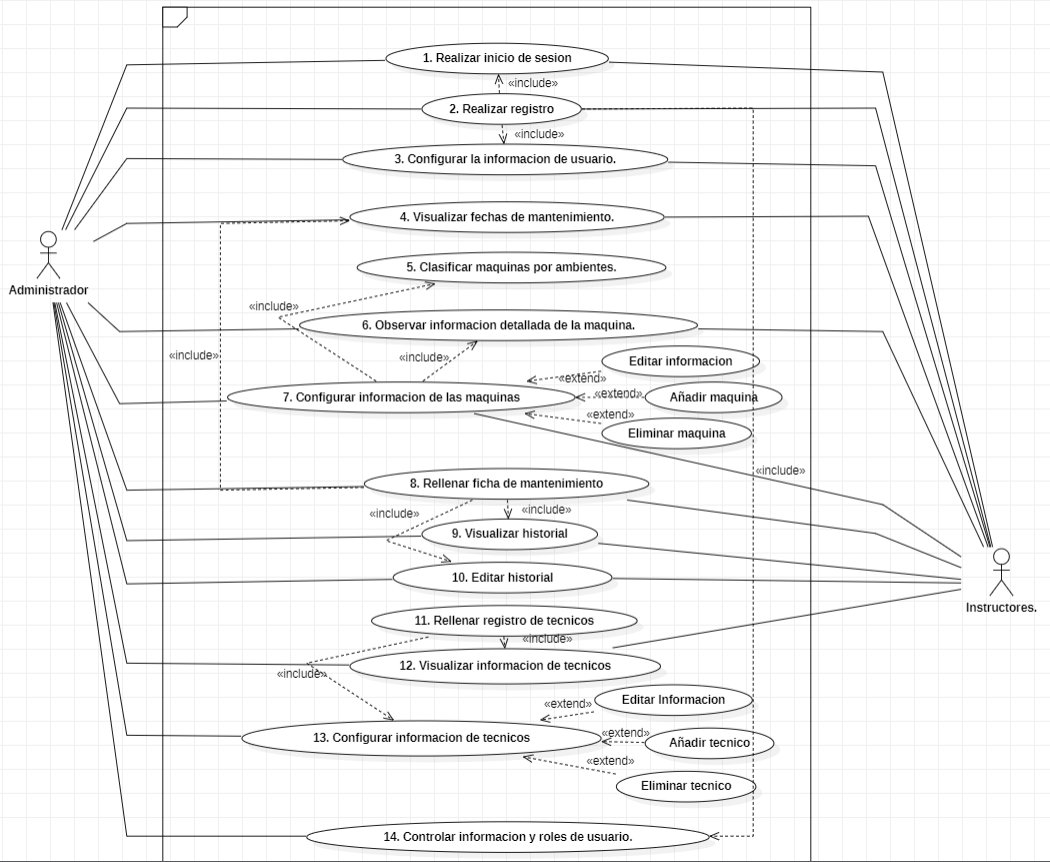 1. Realizar inicio de sesion
«include»
2. Realizar registro
«include»
3. Configurar la informacion de usuario.
4. Visualizar fechas de mantenimiento.
5. Clasificar maquinas por ambientes.
Administrador
«include»
6. Observar informacion detallada de la maquina.
«include»
«include»
Editar informacion
«extend»
7. Configurar informacion de las maquinas
«extend»
Añadir maquina
«extend»
Eliminar maquina
«include»
8. Rellenar ficha de mantenimiento
«include»
«include»
9. Visualizar historial
10. Editar historial
Instructores.
11. Rellenar registro de tecnicos
«include»
12. Visualizar informacion de tecnicos
«include»
Editar Informacion
«extend»
13. Configurar informacion de tecnicos
«extend»
Añadir tecnico
«extend»
Eliminar tecnico
14. Controlar informacion y roles de usuario.